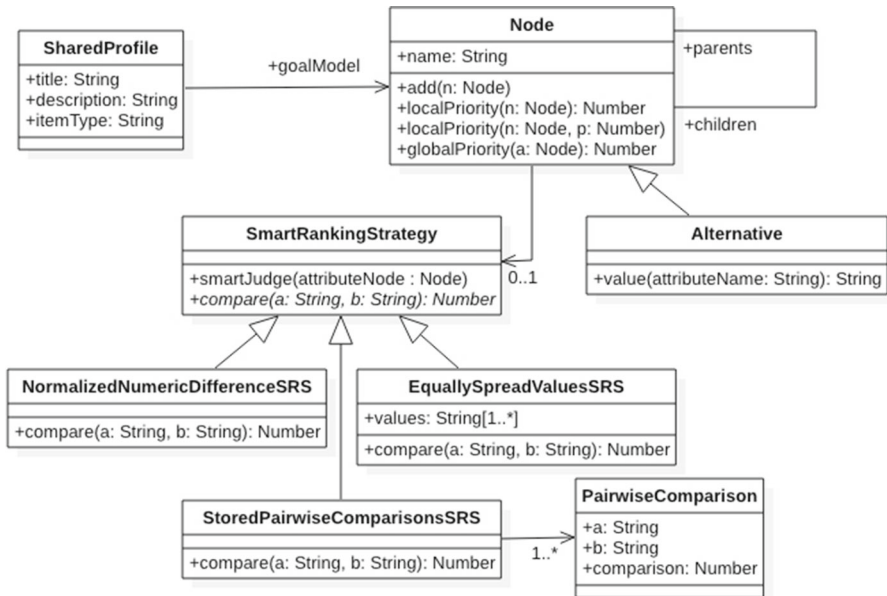 SharedProfile
+title: String
+description: String
+itemType: String
+goalModel
Node
+name: String
+add(n: Node)
+localPriority(n: Node): Number
+localPriority(n: Node, p: Number)
+globalPriority(a: Node): Number
+parents
+children
SmartRankingStrategy
+smartJudge(attributeNode : Node)
+compare(a: String, b: String): Number
0..1
Alternative
+value(attributeName: String): String
NormalizedNumericDifferenceSRS
+compare(a: String, b: String): Number
EquallySpreadValuesSRS
+values: String[1..*]
+compare(a: String, b: String): Number
StoredPairwiseComparisonsSRS
+compare(a: String, b: String): Number
1..*
PairwiseComparison
+a: String
+b: String
+comparison: Number